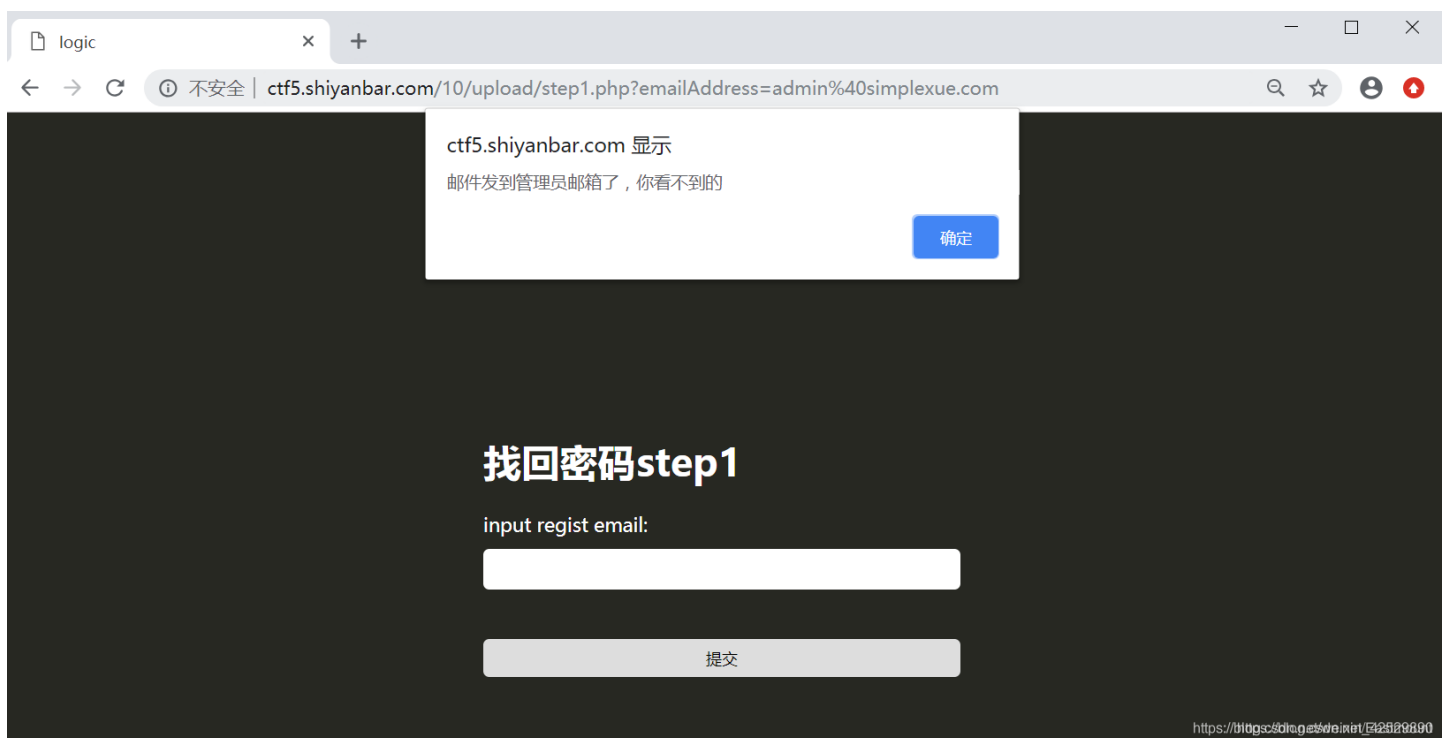 logic
不安全 | ctf5.shiyanbar.com/10/upload/step1.php?emailAddress=admin%40simplexue.com
ctf5.shiyanbar.com 显示
邮件发到管理员邮箱了，你看不到的
确定
找回密码step1
input regist email:
提交